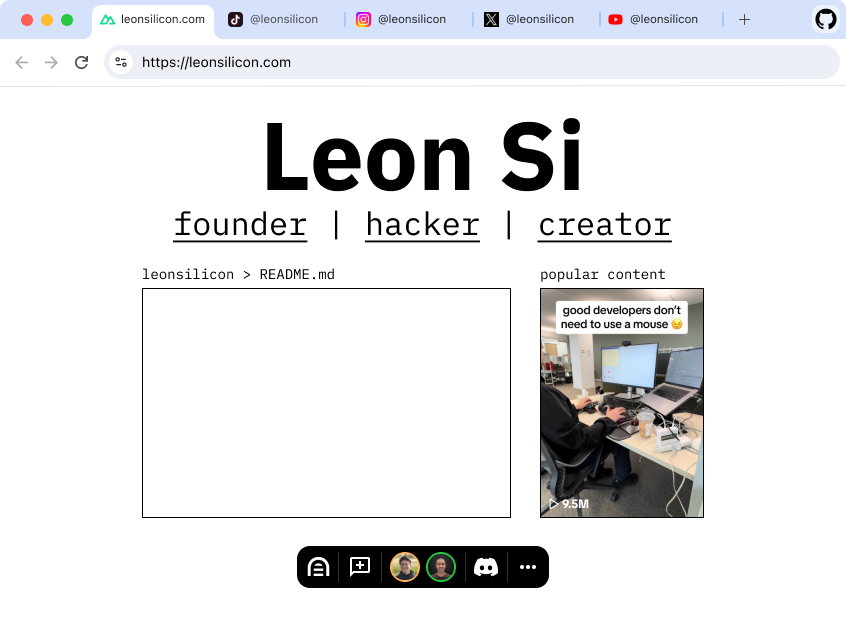 leonsilicon.com
@leonsilicon
@leonsilicon
@leonsilicon
@leonsilicon
https://leonsilicon.com
Leon Si
founder | hacker | creator
leonsilicon > README.md
popular content
good developers don't
need to use a mouse 😉
9.5M